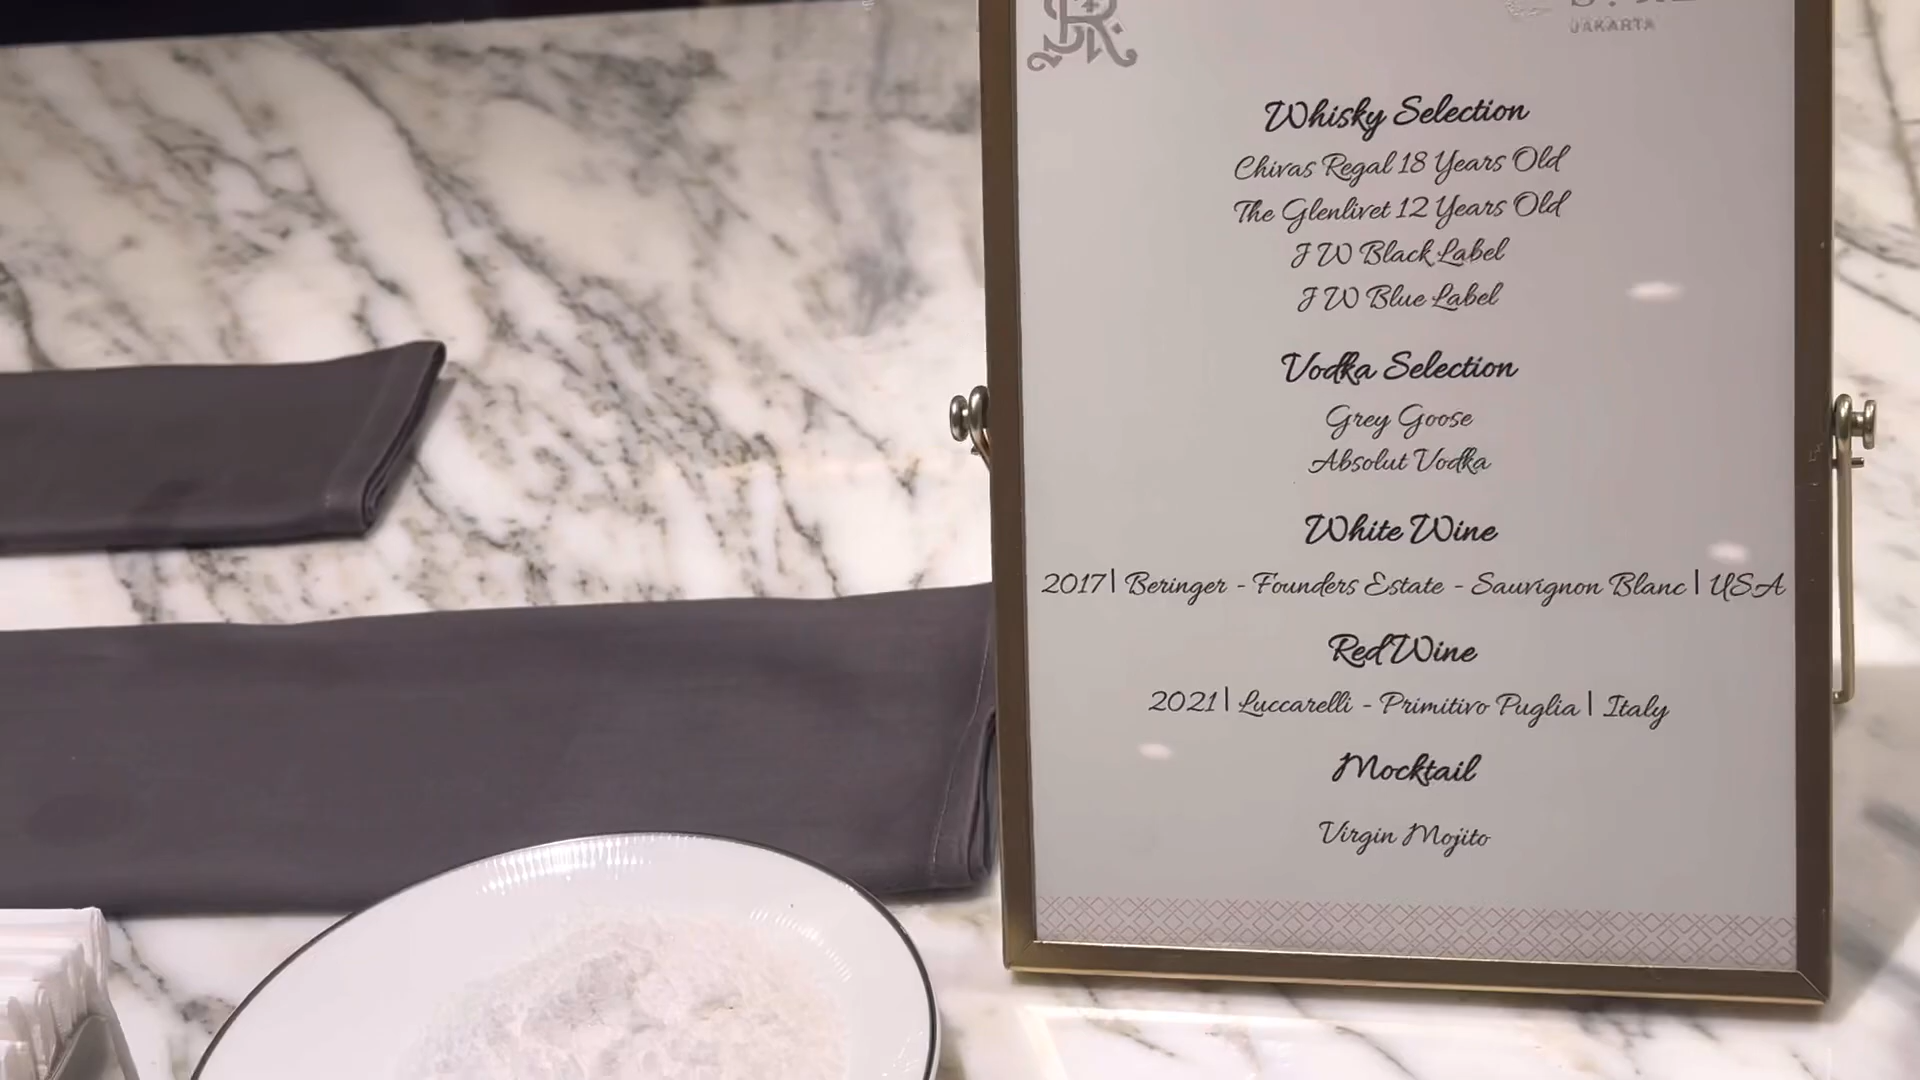 JAKARTA
Whisky Selection
Chivas Regal 18 Years Old
The Glenlivet 12 Years Old
J W Black Label
J W Blue Label
Vodka Selection
Grey Goose
Absolut Vodka
White Wine
2017 | Beringer - Founders Estate - Sauvignon Blanc | USA
Red Wine
2021 | Luccarelli - Primitivo Puglia | Italy
Mocktail
Virgin Mojito